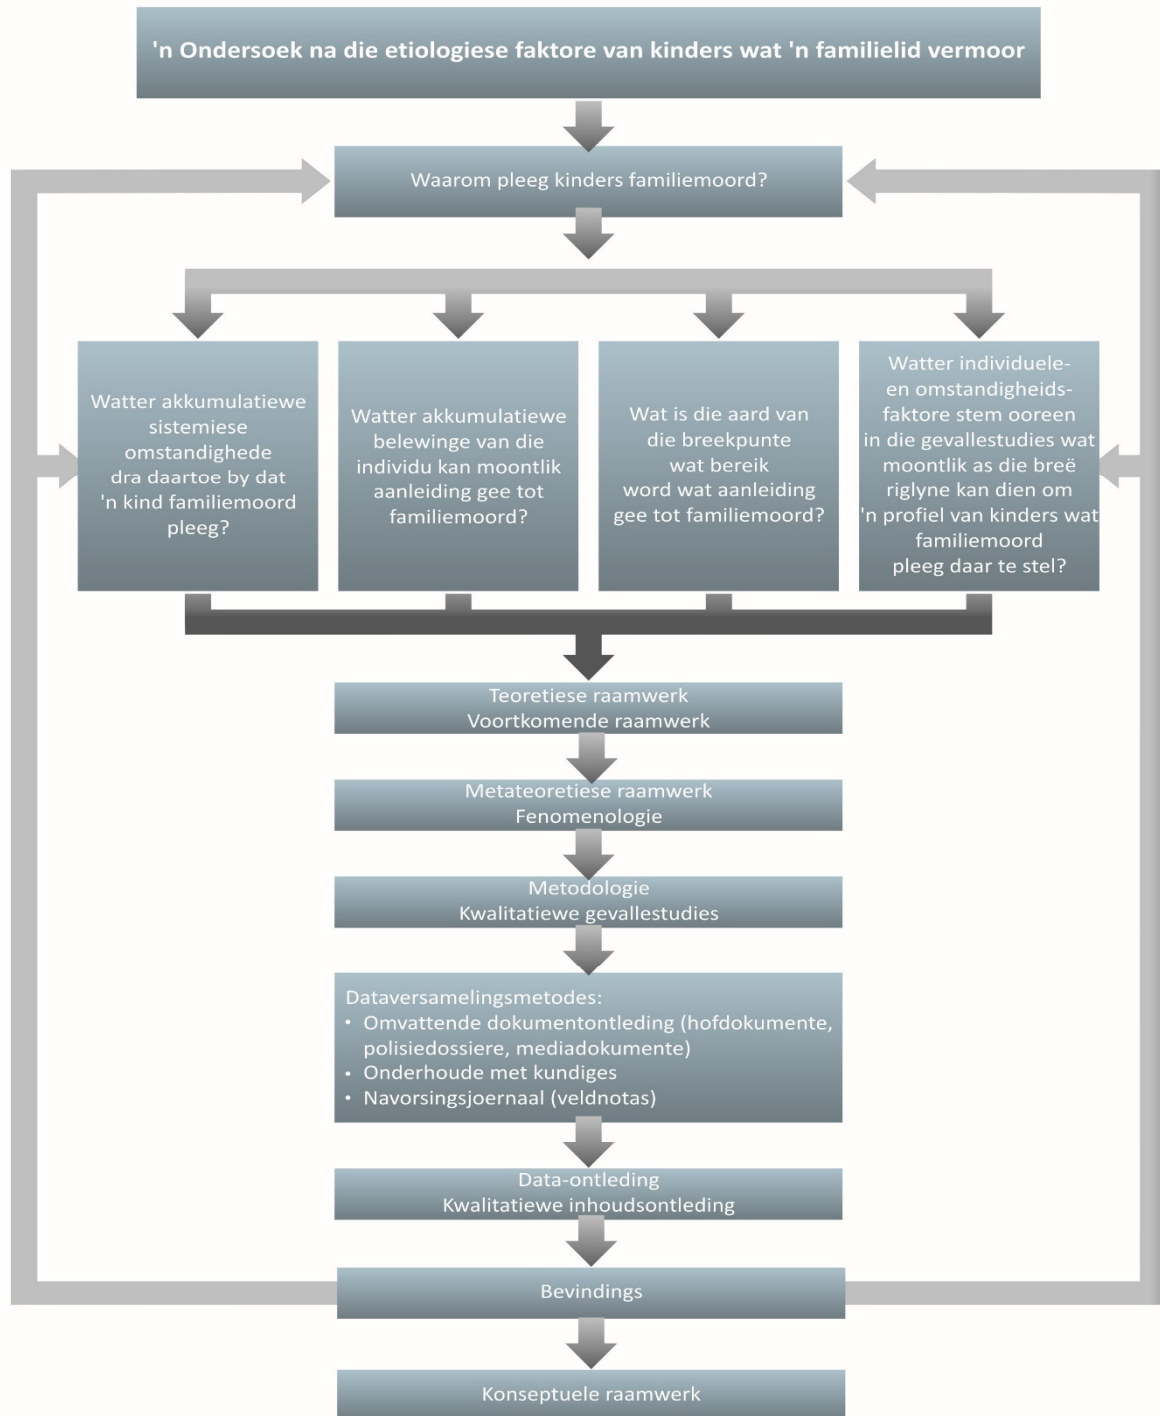 'n Ondersoek na die etiologiese faktore van kinders wat 'n familielid vermoor
Waarom pleeg kinders familiemoord?
Watter akkumulatiewe
sistemiese
omstandighede
dra daartoe by dat
'n kind familiemoord
pleeg?
Watter akkumulatiewe
belewinge van die
individu kan moontlik
aanleiding gee tot
familiemoord?
Wat is die aard van
die breekpunte
wat bereik
word wat aanleiding
gee tot familiemoord?
Watter individuele-
en omstandigheids-
faktore stem ooreen
in die gevallestudies wat
moontlik as die breë
riglyne kan dien om
'n profiel van kinders wat
familiemoord
pleeg daar te stel?
Teoretiese raamwerk
Voortkomende raamwerk
Metateoretiese raamwerk
Fenomenologie
Metodologie
Kwalitatiewe gevallestudies
Dataversamelingsmetodes:
• Omvattende dokumentontleding (hofdokumente,
polisiedossiere, mediadokumente)
• Onderhoude met kundiges
• Navorsingsjoernaal (veldnotas)
Data-ontleding
Kwalitatiewe inhoudsontleding
Bevindings
Konseptuele raamwerk